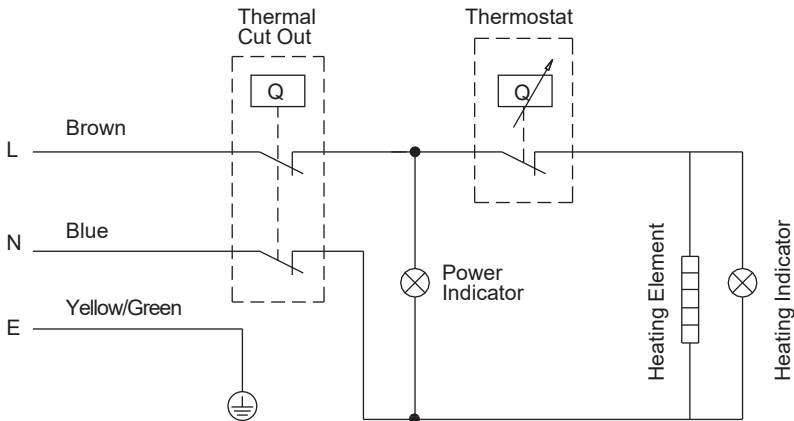 Thermal
Cut Out
Thermostat
Q
Q
Brown
L
Blue
N
Yellow/Green
E
Power
Indicator
Heating Element
Heating Indicator